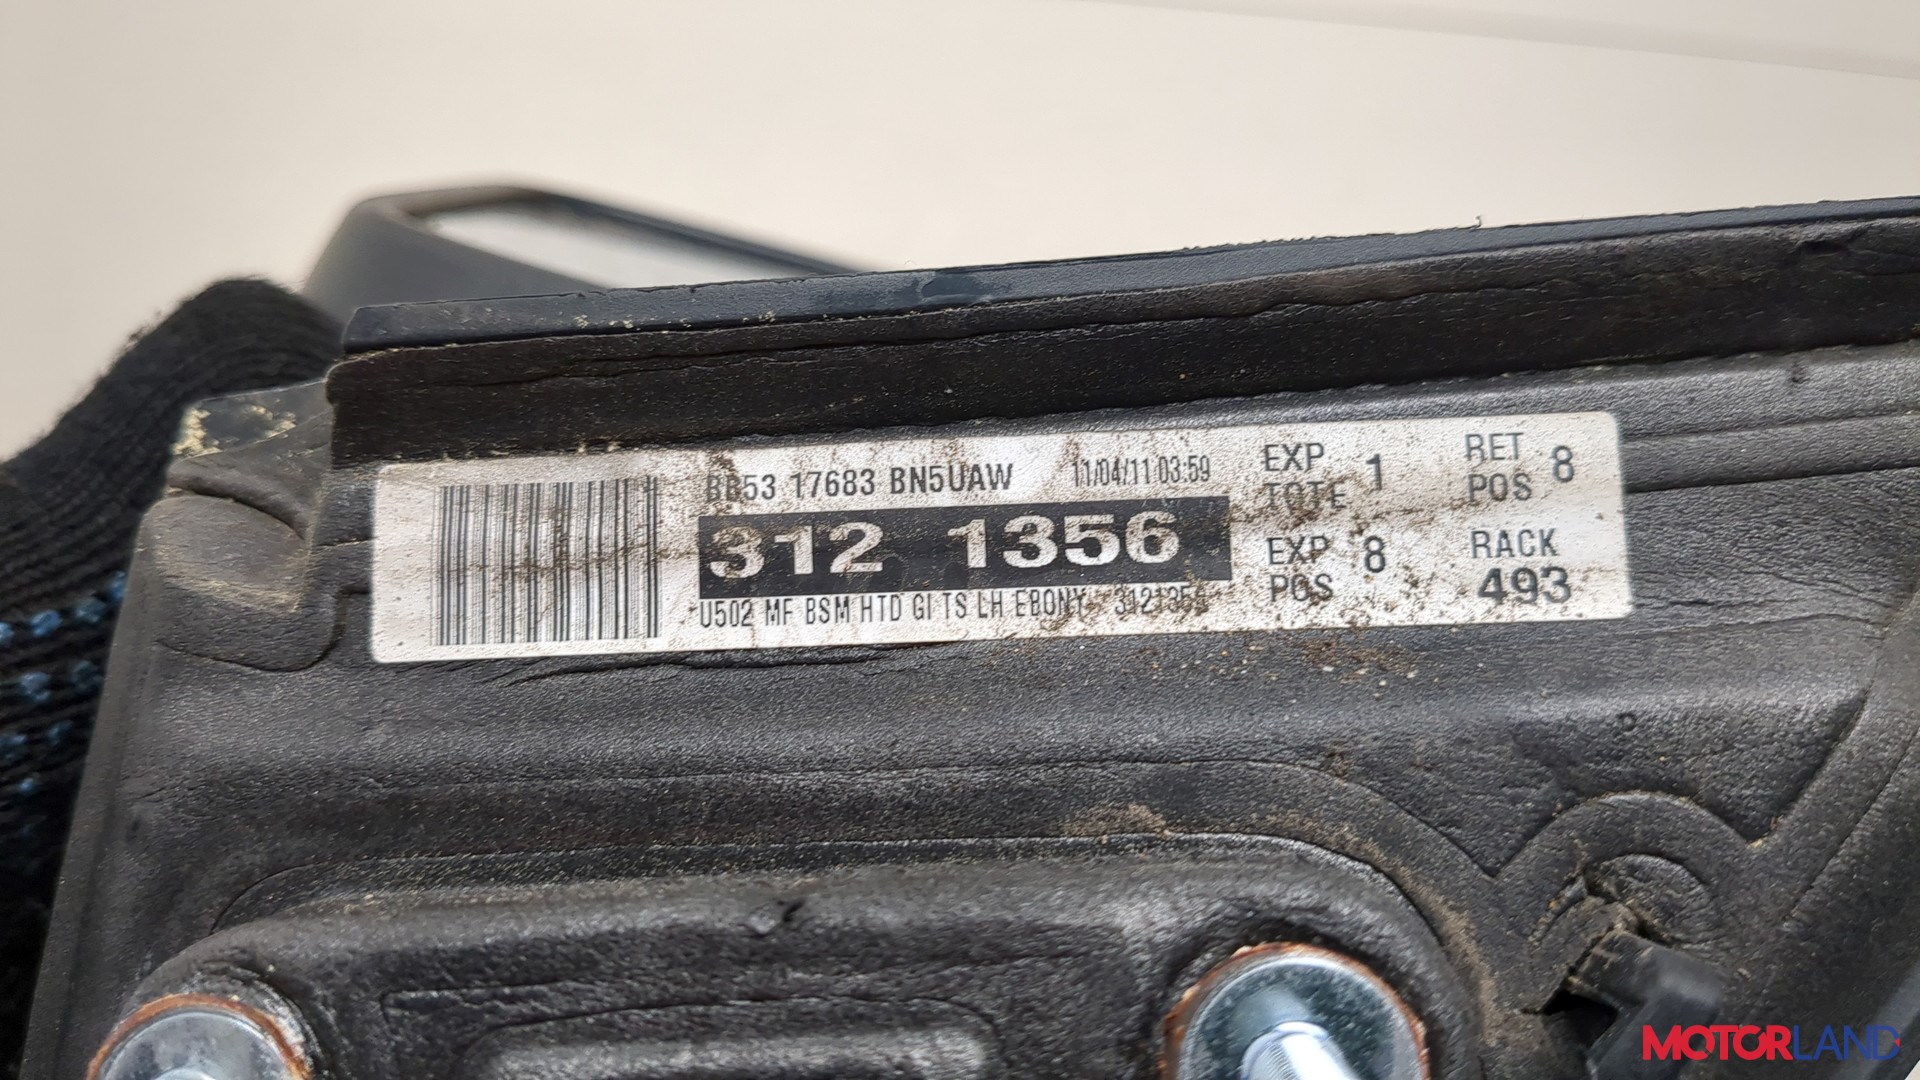 BB53 17683 BN5UAW 11/04/11 03:59
312 1356
U502 MF BSM HTD GI TS LH EBONY 3121356
EXP TOTE 1
RET POS 8
EXP POS 8
RACK 493
MOTORLAND